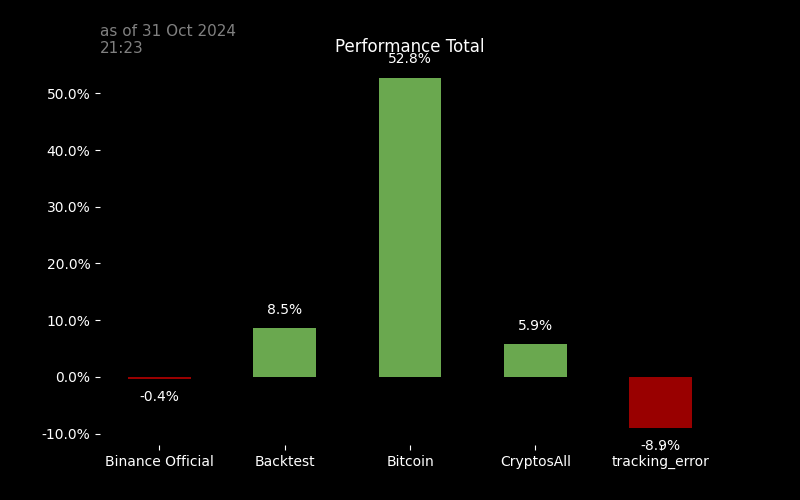 as of 31 Oct 2024
21:23
Performance Total
52.8%
50.0%
40.0%
30.0%
20.0%
10.0%
0.0%
-10.0%
8.5%
5.9%
-0.4%
-8.9%
Binance Official
Backtest
Bitcoin
CryptosAll
tracking_error